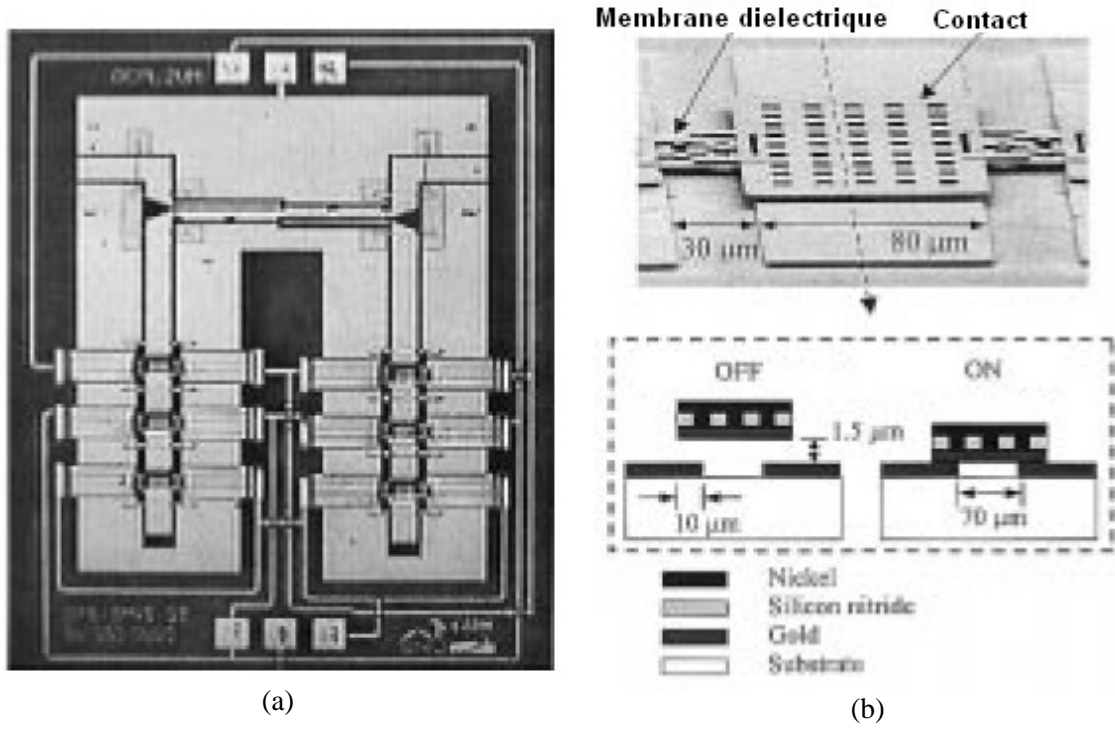 Membrane dielectrique
Contact
30 µm
80 µm
OFF
ON
1.5 µm
10 µm
70 µm
Nickel
Silicon nitride
Gold
Substrate
(a)
(b)